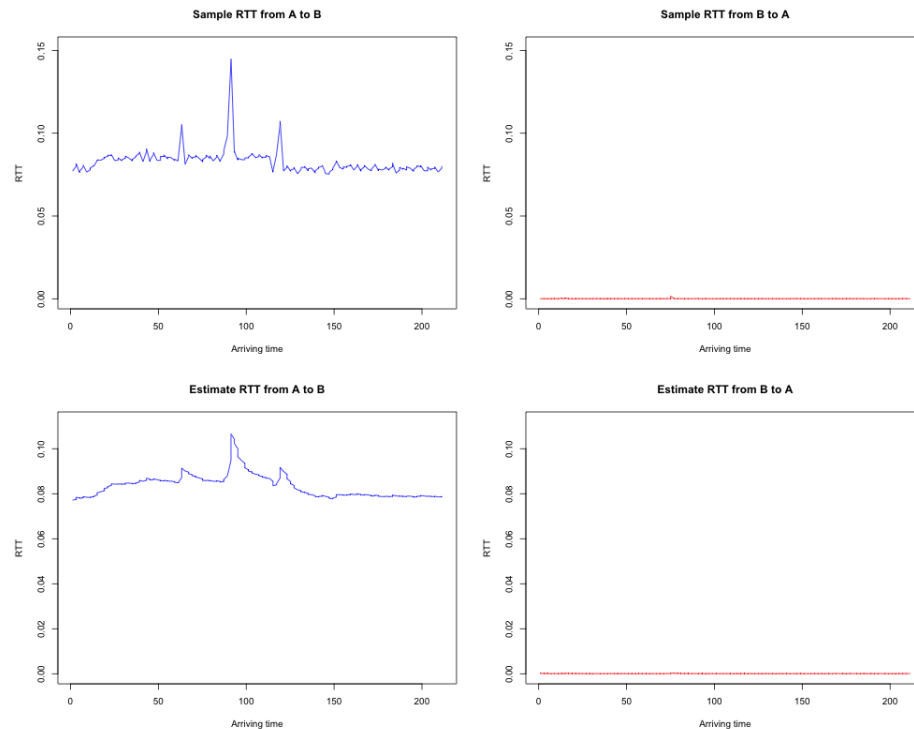 Sample RTT from A to B
0.15
0.10
0.05
0.00
RTT
0 50 100 150 200
Arriving time
Sample RTT from B to A
0.15
0.10
0.05
0.00
RTT
0 50 100 150 200
Arriving time
Estimate RTT from A to B
0.10
0.08
0.06
0.04
0.02
0.00
RTT
0 50 100 150 200
Arriving time
Estimate RTT from B to A
0.10
0.08
0.06
0.04
0.02
0.00
RTT
0 50 100 150 200
Arriving time